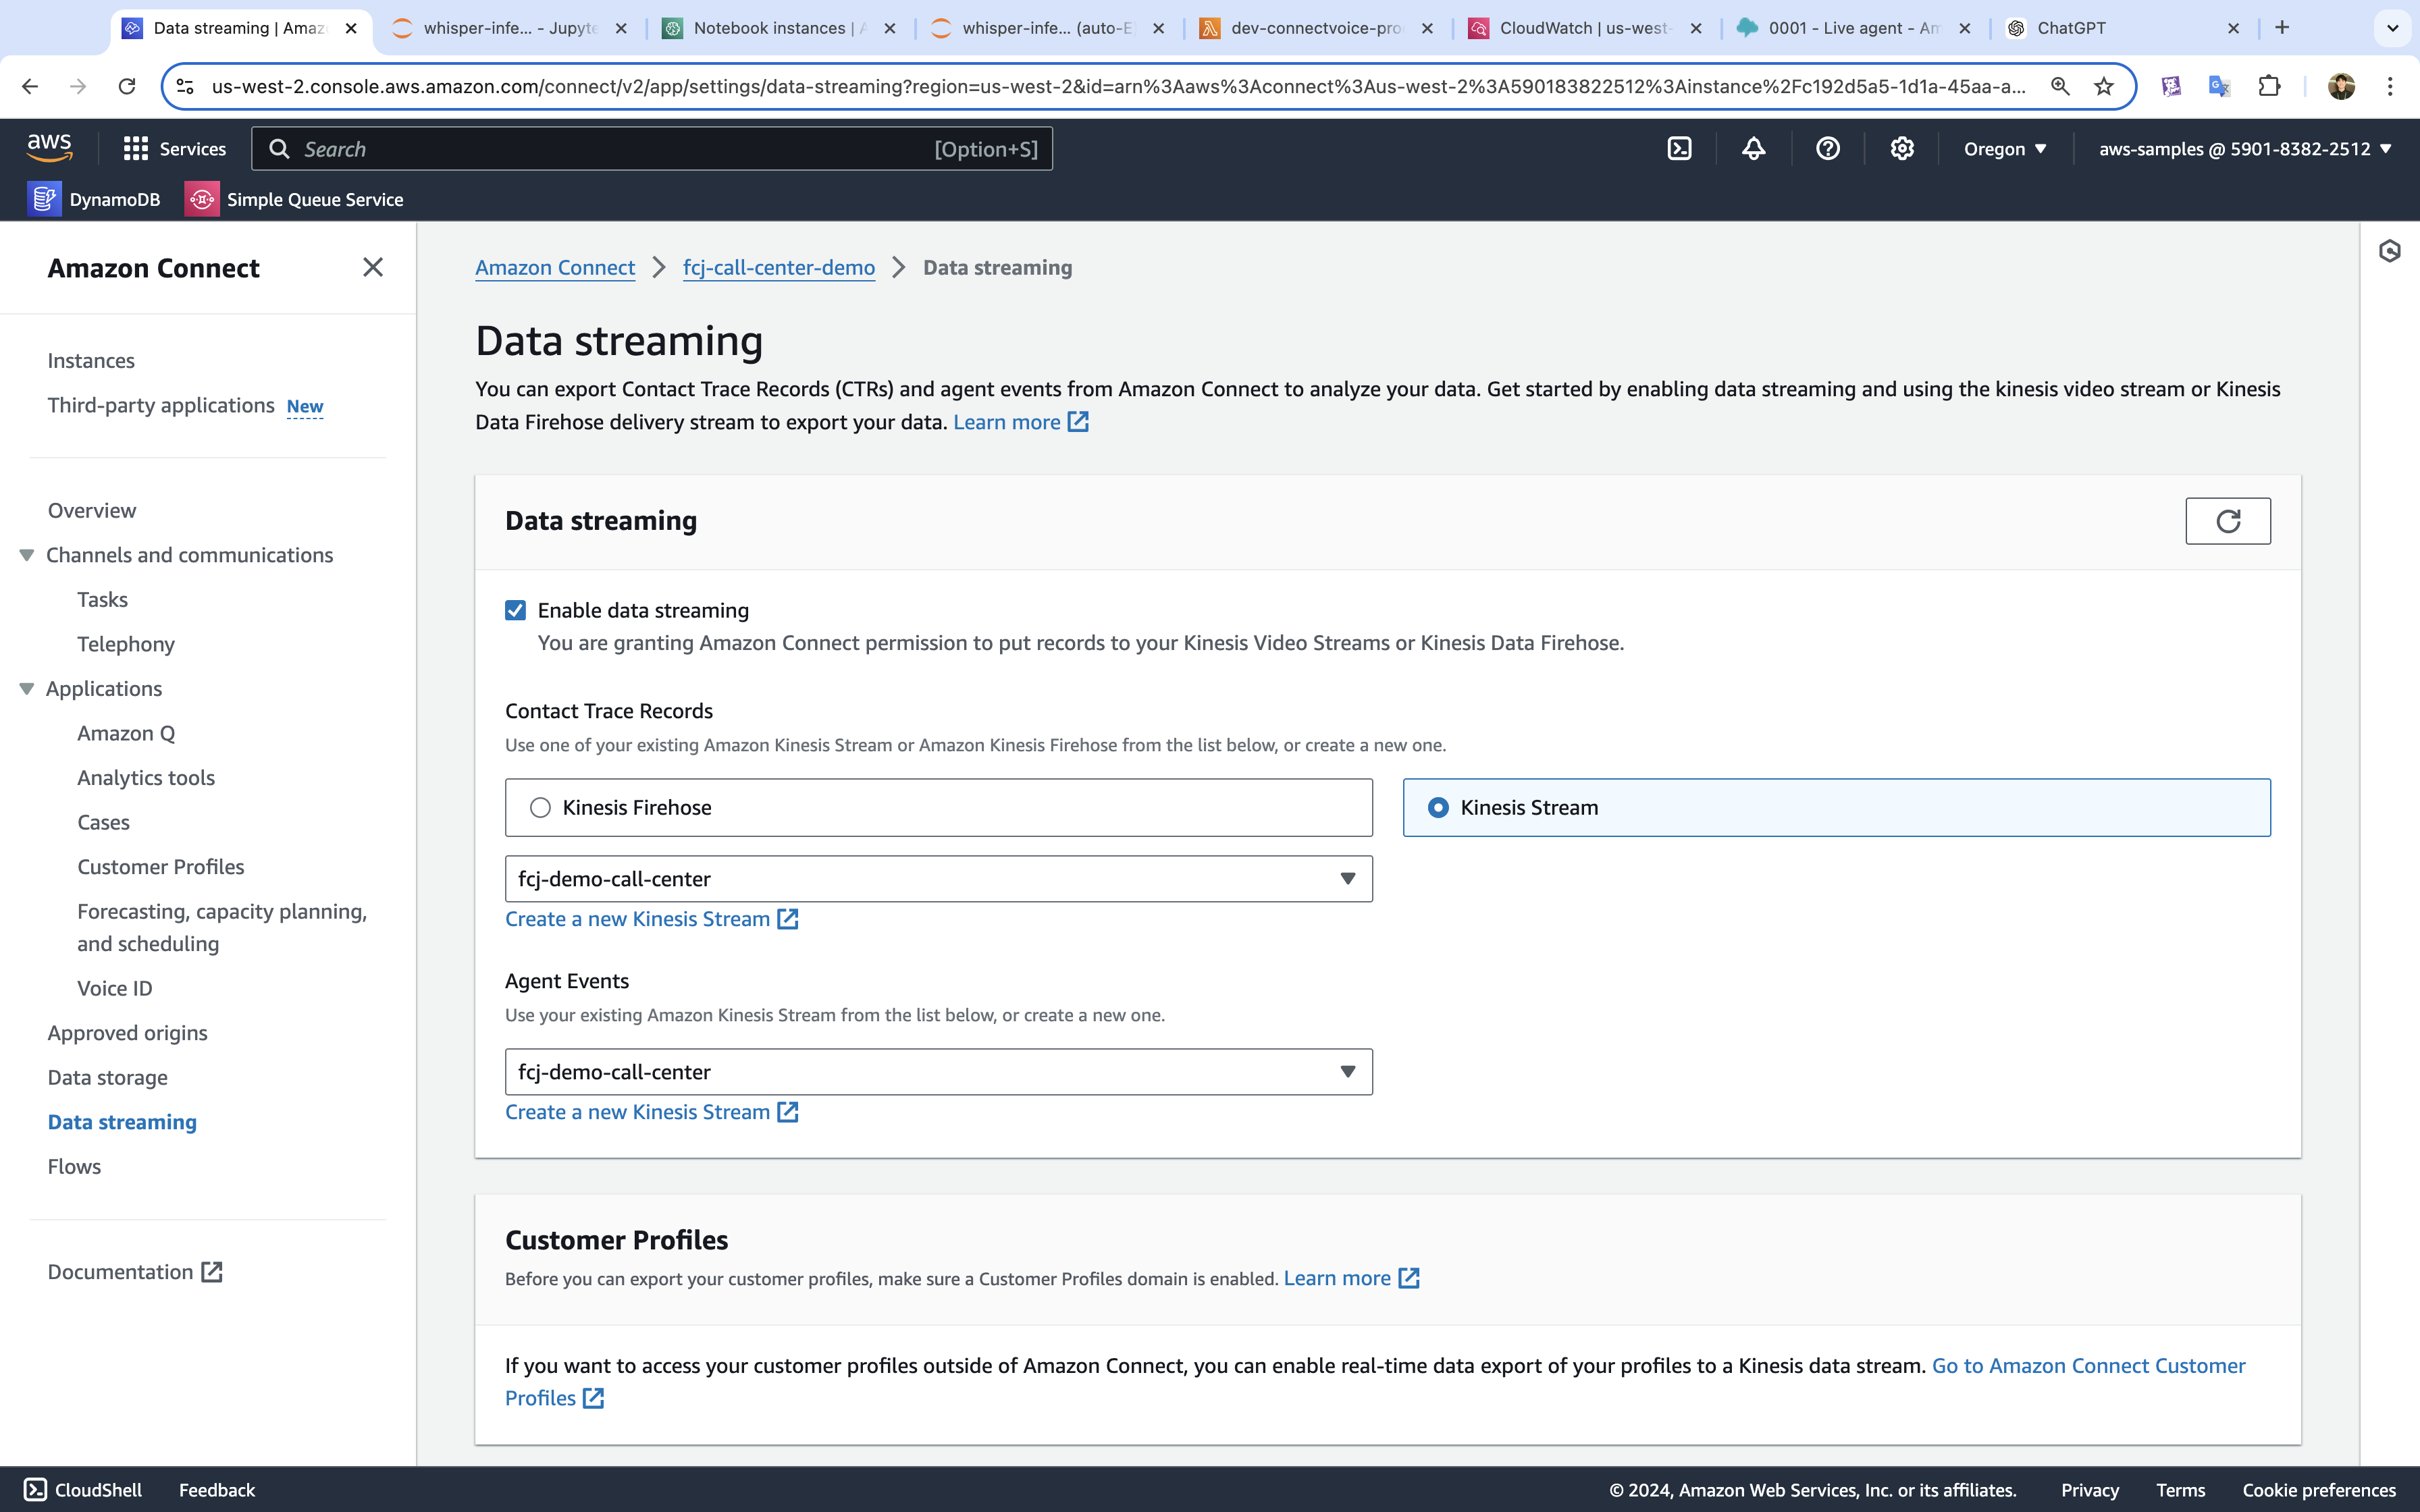 Data streaming | Amaz
whisper-infe... - Jupyte
Notebook instances | A
whisper-infe... (auto-E
dev-connectvoice-pro
CloudWatch | us-west-
0001 - Live agent - Am
ChatGPT
us-west-2.console.aws.amazon.com/connect/v2/app/settings/data-streaming?region=us-west-2&id=arn%3Aaws%3Aconnect%3Aus-west-2%3A590183822512%3Ainstance%2Fc192d5a5-1d1a-45aa-a...
aws
Services
Search
[Option+S]
Oregon
aws-samples @ 5901-8382-2512
DynamoDB
Simple Queue Service
Amazon Connect
Instances
Third-party applications New
Overview
Channels and communications
Tasks
Telephony
Applications
Amazon Q
Analytics tools
Cases
Customer Profiles
Forecasting, capacity planning,
and scheduling
Voice ID
Approved origins
Data storage
Data streaming
Flows
Documentation
Amazon Connect
fcj-call-center-demo
Data streaming
Data streaming
You can export Contact Trace Records (CTRs) and agent events from Amazon Connect to analyze your data. Get started by enabling data streaming and using the kinesis video stream or Kinesis
Data Firehose delivery stream to export your data. Learn more
Data streaming
Enable data streaming
You are granting Amazon Connect permission to put records to your Kinesis Video Streams or Kinesis Data Firehose.
Contact Trace Records
Use one of your existing Amazon Kinesis Stream or Amazon Kinesis Firehose from the list below, or create a new one.
Kinesis Firehose
Kinesis Stream
fcj-demo-call-center
Create a new Kinesis Stream
Agent Events
Use your existing Amazon Kinesis Stream from the list below, or create a new one.
fcj-demo-call-center
Create a new Kinesis Stream
Customer Profiles
Before you can export your customer profiles, make sure a Customer Profiles domain is enabled. Learn more
If you want to access your customer profiles outside of Amazon Connect, you can enable real-time data export of your profiles to a Kinesis data stream. Go to Amazon Connect Customer
Profiles
CloudShell
Feedback
© 2024, Amazon Web Services, Inc. or its affiliates.
Privacy
Terms
Cookie preferences